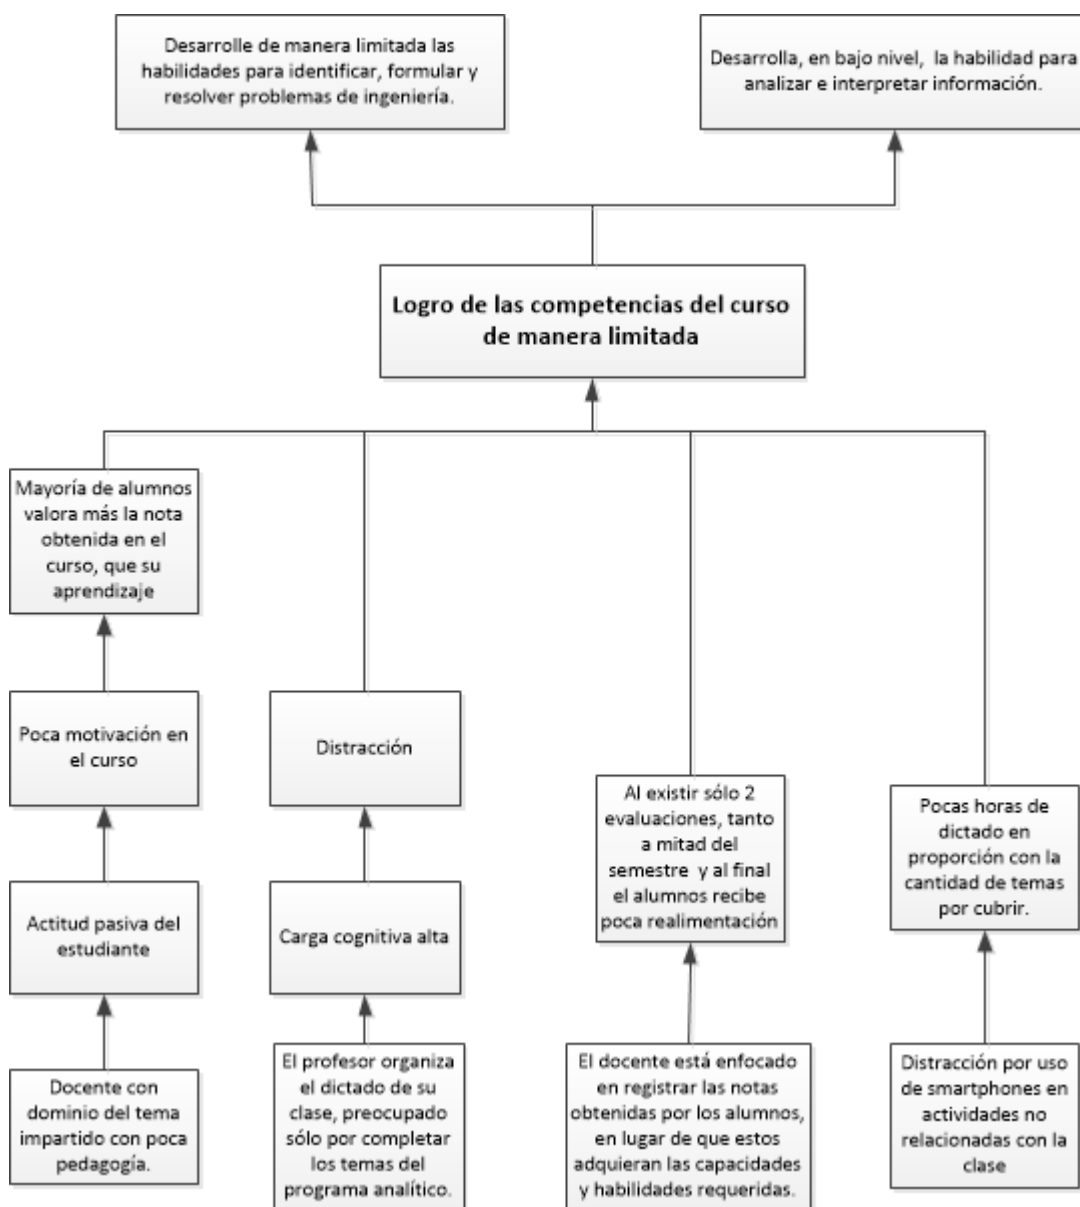 Desarrolle de manera limitada las
habilidades para identificar, formular y
resolver problemas de ingeniería.
Desarrolla, en bajo nivel, la habilidad para
analizar e interpretar información.
Logro de las competencias del curso
de manera limitada
Mayoría de alumnos
valora más la nota
obtenida en el
curso, que su
aprendizaje
Poca motivación en
el curso
Distracción
Al existir sólo 2
evaluaciones, tanto
a mitad del
semestre y al final
el alumnos recibe
poca realimentación
Pocas horas de
dictado en
proporción con la
cantidad de temas
por cubrir.
Actitud pasiva del
estudiante
Carga cognitiva alta
Docente con
dominio del tema
impartido con poca
pedagogía.
El profesor organiza
el dictado de su
clase, preocupado
sólo por completar
los temas del
programa analítico.
El docente está enfocado
en registrar las notas
obtenidas por los alumnos,
en lugar de que estos
adquieran las capacidades
y habilidades requeridas.
Distracción por uso
de smartphones en
actividades no
relacionadas con la
clase